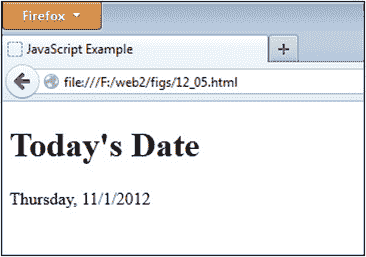 Firefox
JavaScript Example
file:///F:/web2/figs/12_05.html
Today's Date
Thursday, 11/1/2012